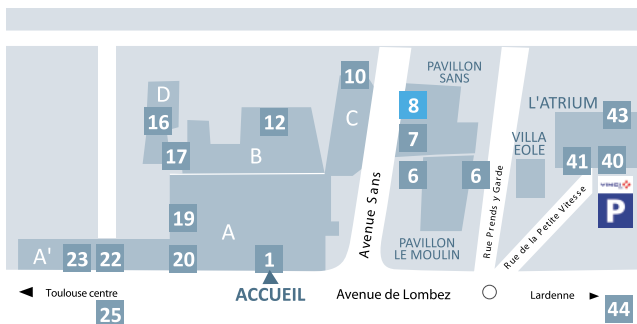 10
PAVILLON
SANS
D
8
L'ATRIUM
43
16
12
C
7
VILLA
EOLE
17
B
6
6
41
40
VINCI
P
19
A
Avenue Sans
Rue Prends y Garde
Rue de la Petite Vitesse
PAVILLON
LE MOULIN
A'
23
22
20
1
ACCUEIL
Toulouse centre
Avenue de Lombez
Lardenne
25
44